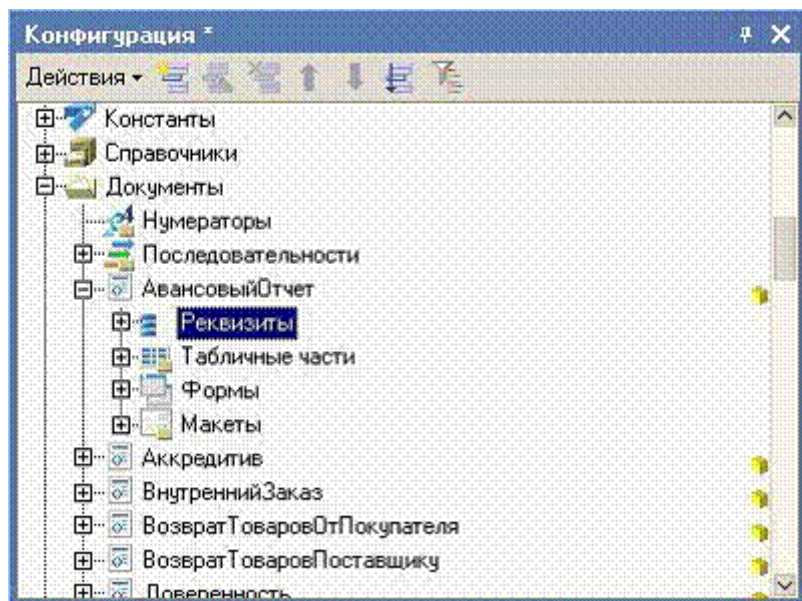 Конфигурация *
Действия
Константы
Справочники
Документы
Нумераторы
Последовательности
АвансовыйОтчет
Реквизиты
Табличные части
Формы
Макеты
Аккредитив
ВнутреннийЗаказ
ВозвратТоваровОтПокупателя
ВозвратТоваровПоставщику
Доверенность